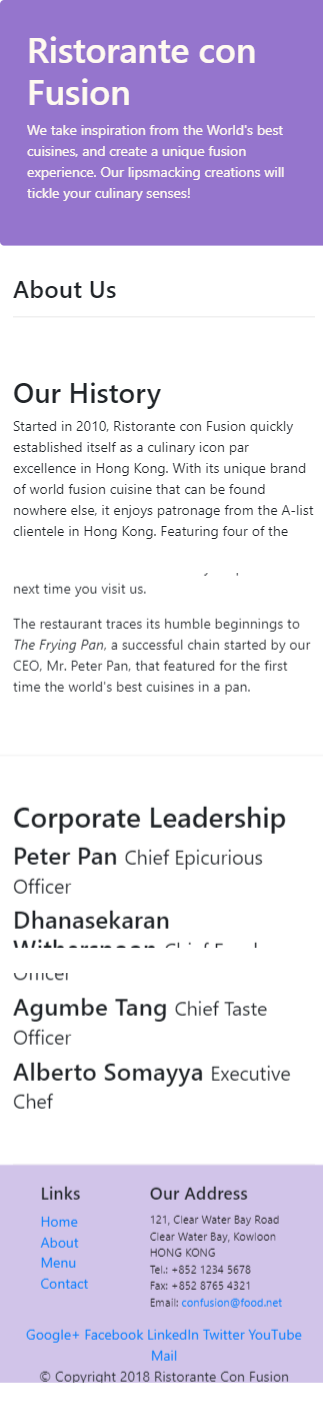 Ristorante con
Fusion
We take inspiration from the World's best
cuisines, and create a unique fusion
experience. Our lipsmacking creations will
tickle your culinary senses!
About Us
Our History
Started in 2010, Ristorante con Fusion quickly
established itself as a culinary icon par
excellence in Hong Kong. With its unique brand
of world fusion cuisine that can be found
nowhere else, it enjoys patronage from the A-list
clientele in Hong Kong. Featuring four of the
next time you visit us.
The restaurant traces its humble beginnings to
The Frying Pan, a successful chain started by our
CEO, Mr. Peter Pan, that featured for the first
time the world's best cuisines in a pan.
Corporate Leadership
Peter Pan Chief Epicurious
Officer
Dhanasekaran
Witherspoon Chief Food
Officer
Agumbe Tang Chief Taste
Officer
Alberto Somayya Executive
Chef
Links
Home
About
Menu
Contact
Our Address
121, Clear Water Bay Road
Clear Water Bay, Kowloon
HONG KONG
Tel.: +852 1234 5678
Fax: +852 8765 4321
Email: confusion@food.net
Google+ Facebook LinkedIn Twitter YouTube
Mail
© Copyright 2018 Ristorante Con Fusion